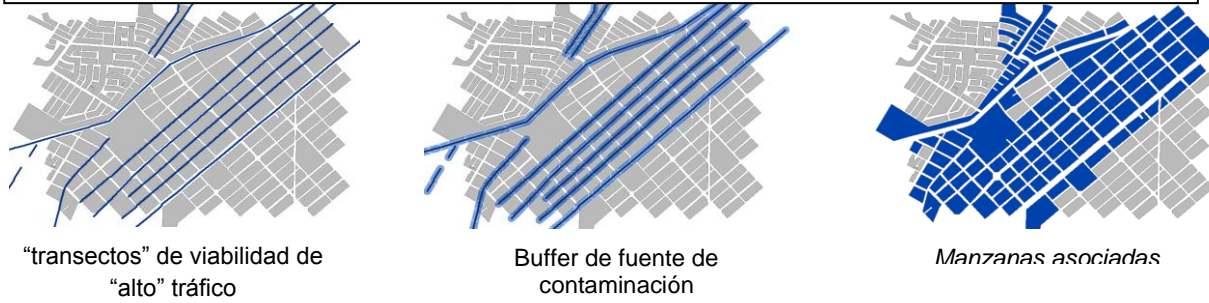 “transectos” de viabilidad de
“alto” tráfico
Buffer de fuente de
contaminación
Manzanas asociadas